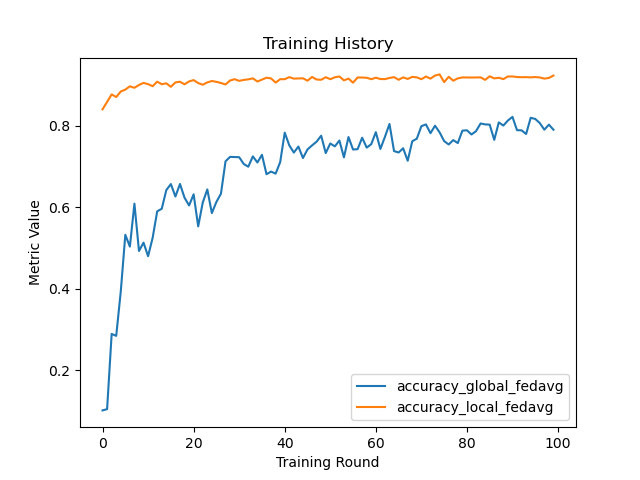 Training History
Metric Value
0.8
0.6
0.4
0.2
0
20
40
60
80
100
Training Round
accuracy_global_fedavg
accuracy_local_fedavg